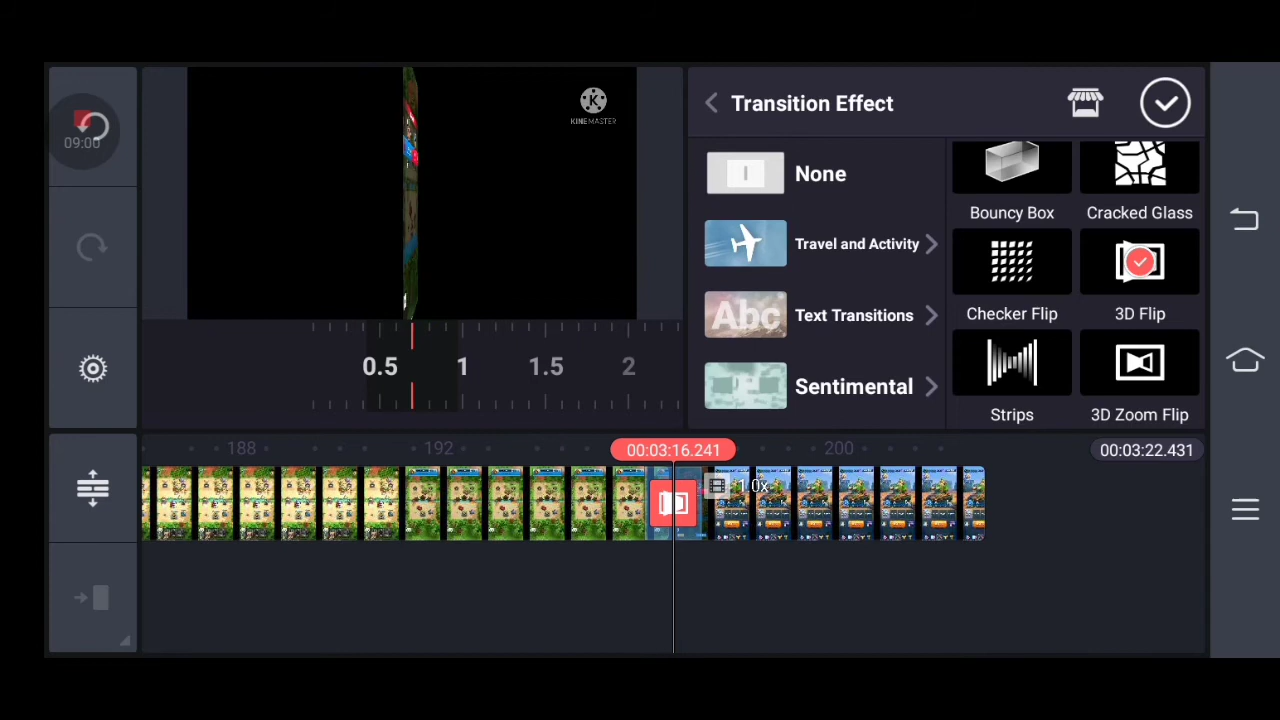 09:00
KINEMASTER
0.5 1 1.5 2
Transition Effect
None
Travel and Activity
Abc
Text Transitions
Sentimental
Bouncy Box
Cracked Glass
Checker Flip
3D Flip
Strips
3D Zoom Flip
188 192 00:03:16.241 200 00:03:22.431
1.0x